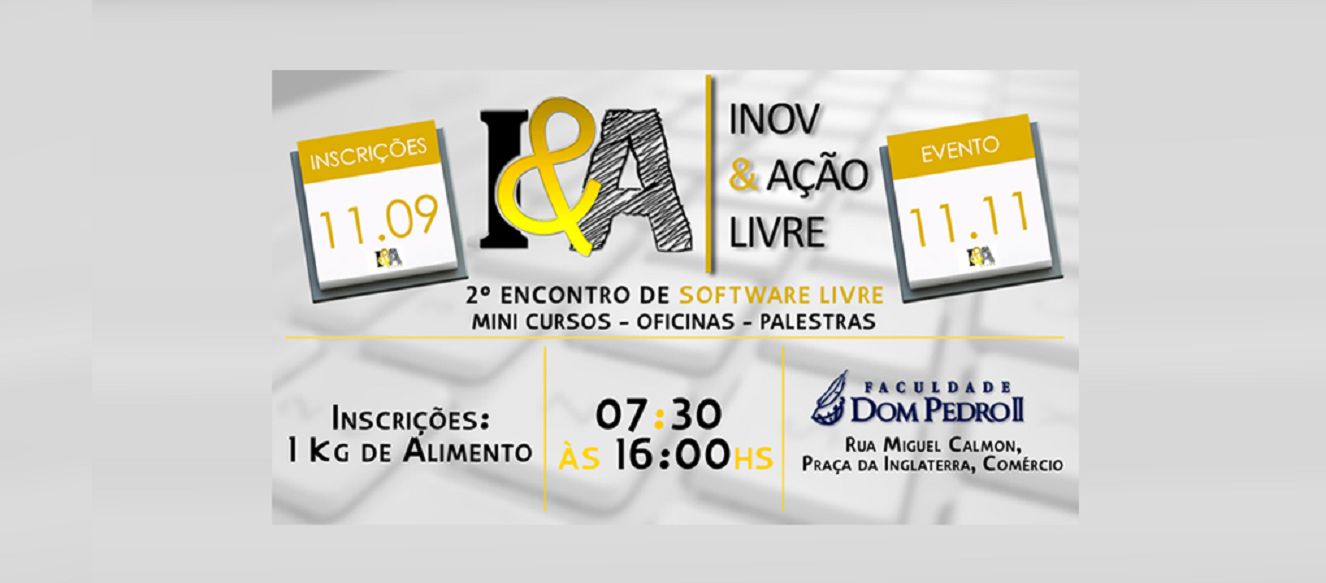 INSCRIÇÕES
11.09
I&A
I&A
INOV
& AÇÃO
LIVRE
EVENTO
11.11
I&A
2º ENCONTRO DE SOFTWARE LIVRE
MINI CURSOS - OFICINAS - PALESTRAS
INSCRIÇÕES:
1 KG DE ALIMENTO
07:30
ÀS 16:00HS
FACULDADE
DOM PEDRO II
RUA MIGUEL CALMON,
PRAÇA DA INGLATERRA, COMÉRCIO